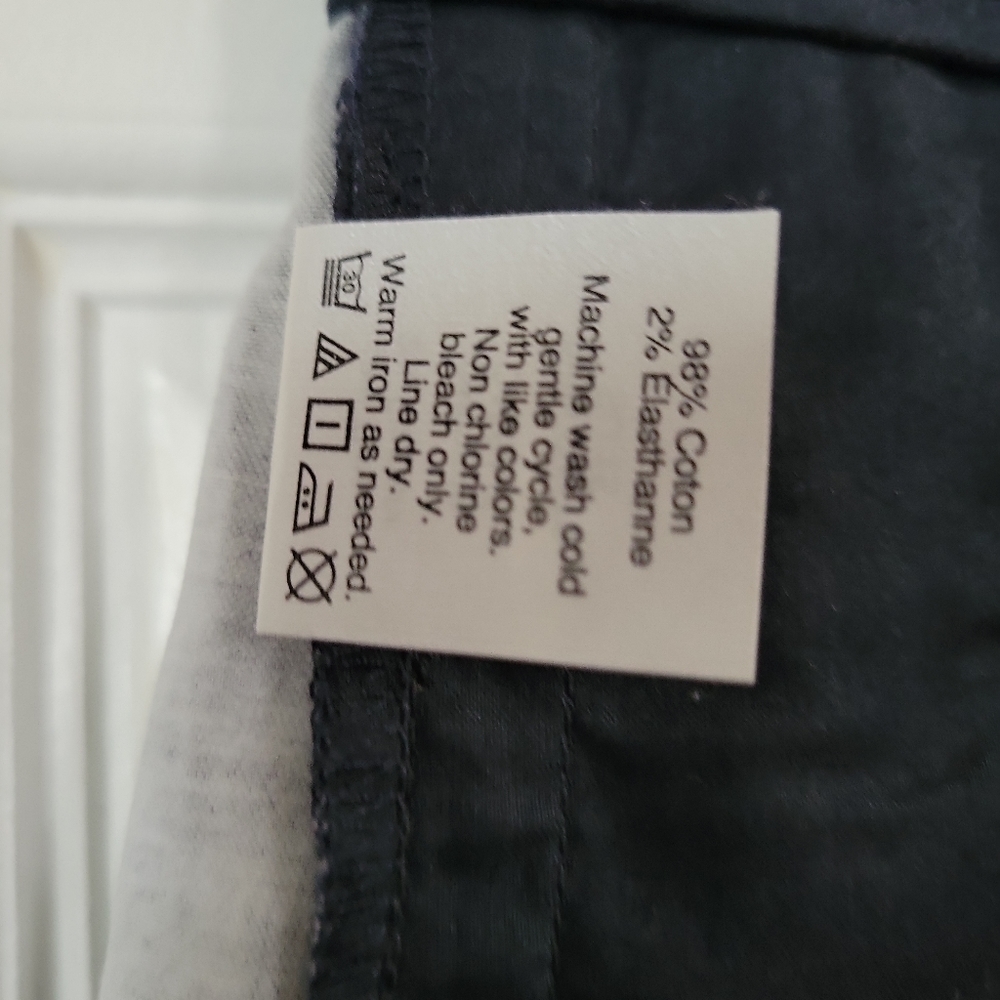 98% Coton
2% Élasthanne
Machine wash cold
gentle cycle,
with like colors.
Non chlorine
bleach only.
Line dry.
Warm iron as needed.
30